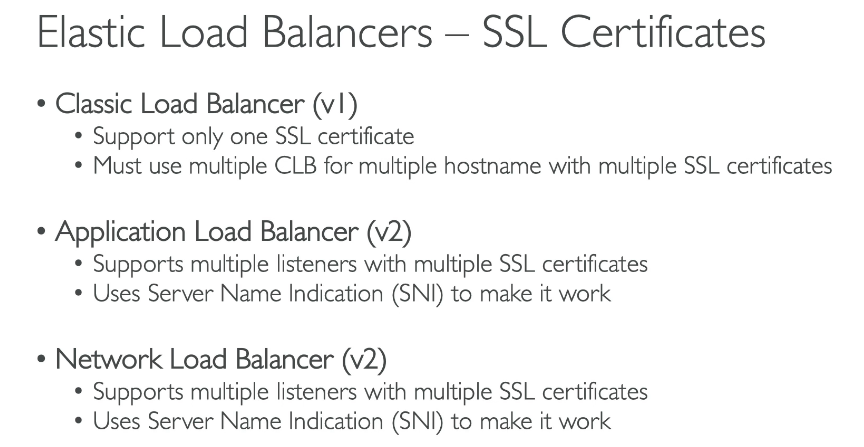 Elastic Load Balancers – SSL Certificates
• Classic Load Balancer (v1)
• Support only one SSL certificate
• Must use multiple CLB for multiple hostname with multiple SSL certificates
• Application Load Balancer (v2)
• Supports multiple listeners with multiple SSL certificates
• Uses Server Name Indication (SNI) to make it work
• Network Load Balancer (v2)
• Supports multiple listeners with multiple SSL certificates
• Uses Server Name Indication (SNI) to make it work